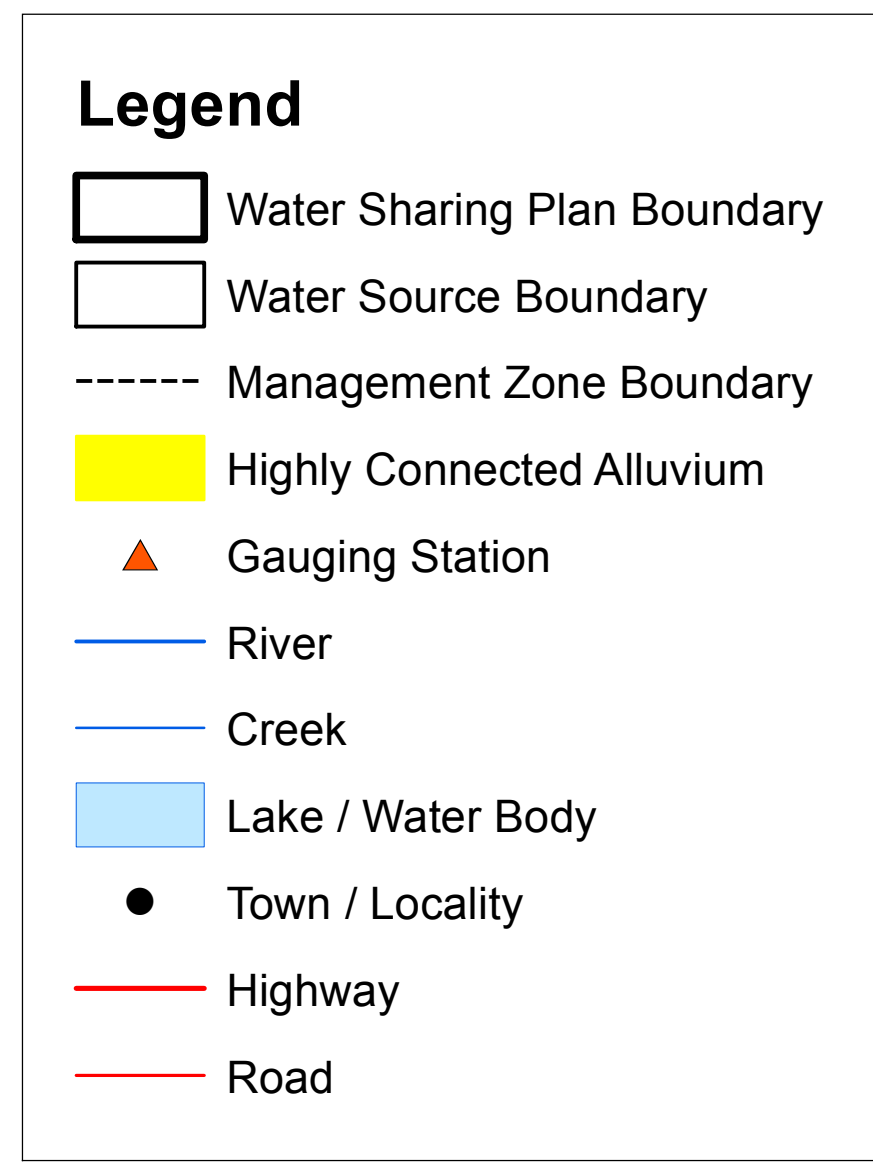 Legend
Water Sharing Plan Boundary
Water Source Boundary
Management Zone Boundary
Highly Connected Alluvium
Gauging Station
River
Creek
Lake / Water Body
Town / Locality
Highway
Road